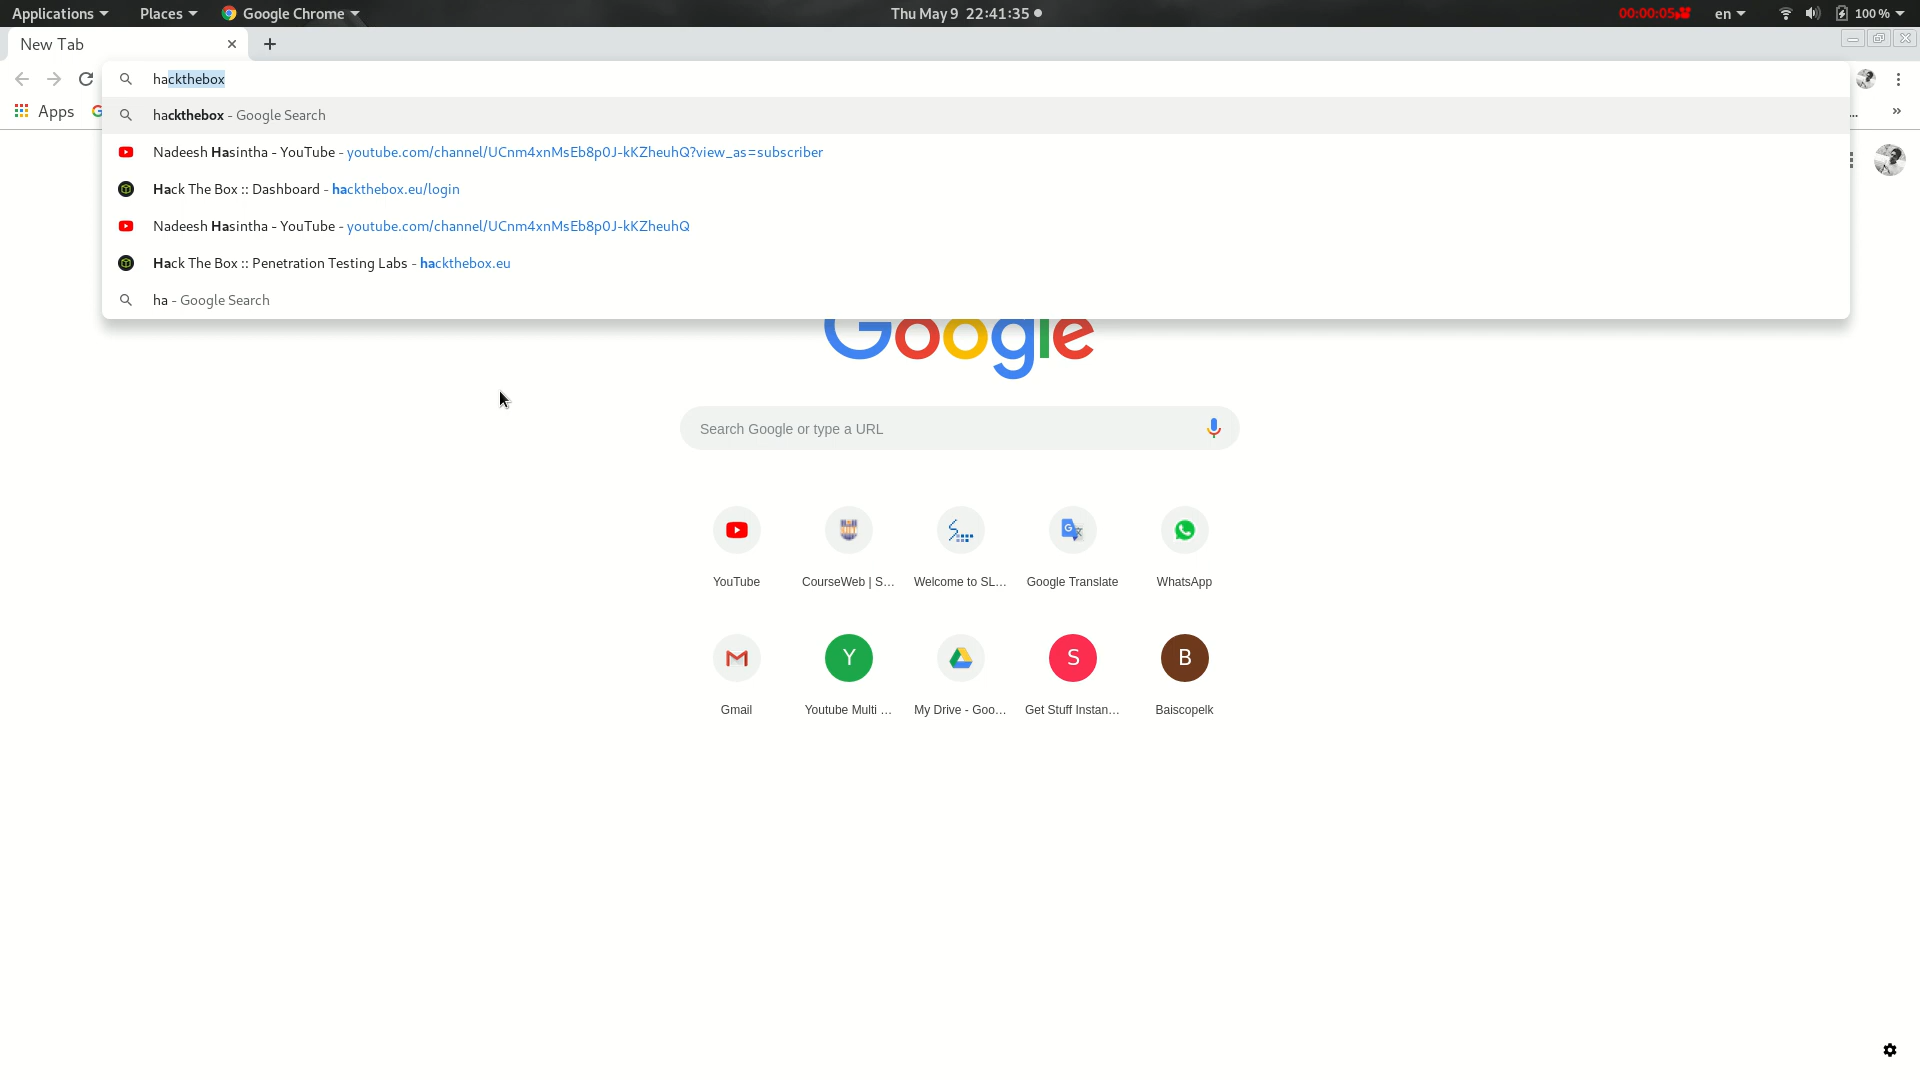 Applications Places Google Chrome Thu May 9 22:41:35 00:00:05 en 100 %
New Tab
hackthebox
Apps
hackthebox - Google Search
Nadeesh Hasintha - YouTube - youtube.com/channel/UCnm4xnMsEb8p0J-kKZheuhQ?view_as=subscriber
Hack The Box :: Dashboard - hackthebox.eu/login
Nadeesh Hasintha - YouTube - youtube.com/channel/UCnm4xnMsEb8p0J-kKZheuhQ
Hack The Box :: Penetration Testing Labs - hackthebox.eu
ha - Google Search
Google
Search Google or type a URL
YouTube CourseWeb | S... Welcome to SL... Google Translate WhatsApp
Y S B
Gmail Youtube Multi ... My Drive - Goo... Get Stuff Instan... Baiscopelk